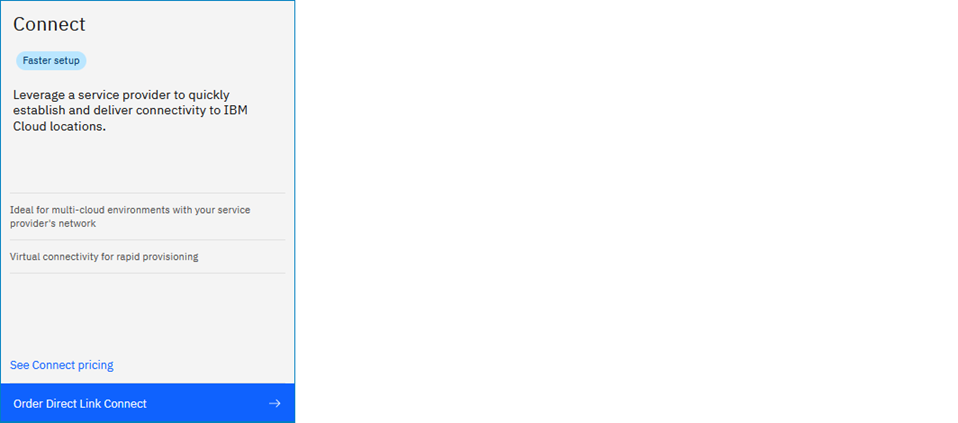 Connect
Faster setup
Leverage a service provider to quickly
establish and deliver connectivity to IBM
Cloud locations.
Ideal for multi-cloud environments with your service
provider's network
Virtual connectivity for rapid provisioning
See Connect pricing
Order Direct Link Connect